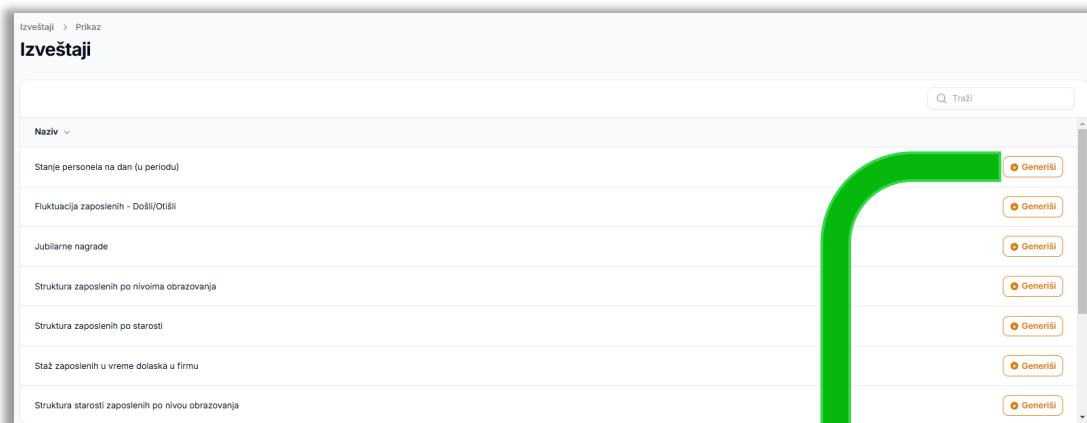 Izveštaji > Prikaz
Izveštaji
Traži
Naziv
Stanje personela na dan (u periodu) Generiši
Fluktuacija zaposlenih - Došli/Otišli Generiši
Jubilarne nagrade Generiši
Struktura zaposlenih po nivoima obrazovanja Generiši
Struktura zaposlenih po starosti Generiši
Staž zaposlenih u vreme dolaska u firmu Generiši
Struktura starosti zaposlenih po nivou obrazovanja Generiši